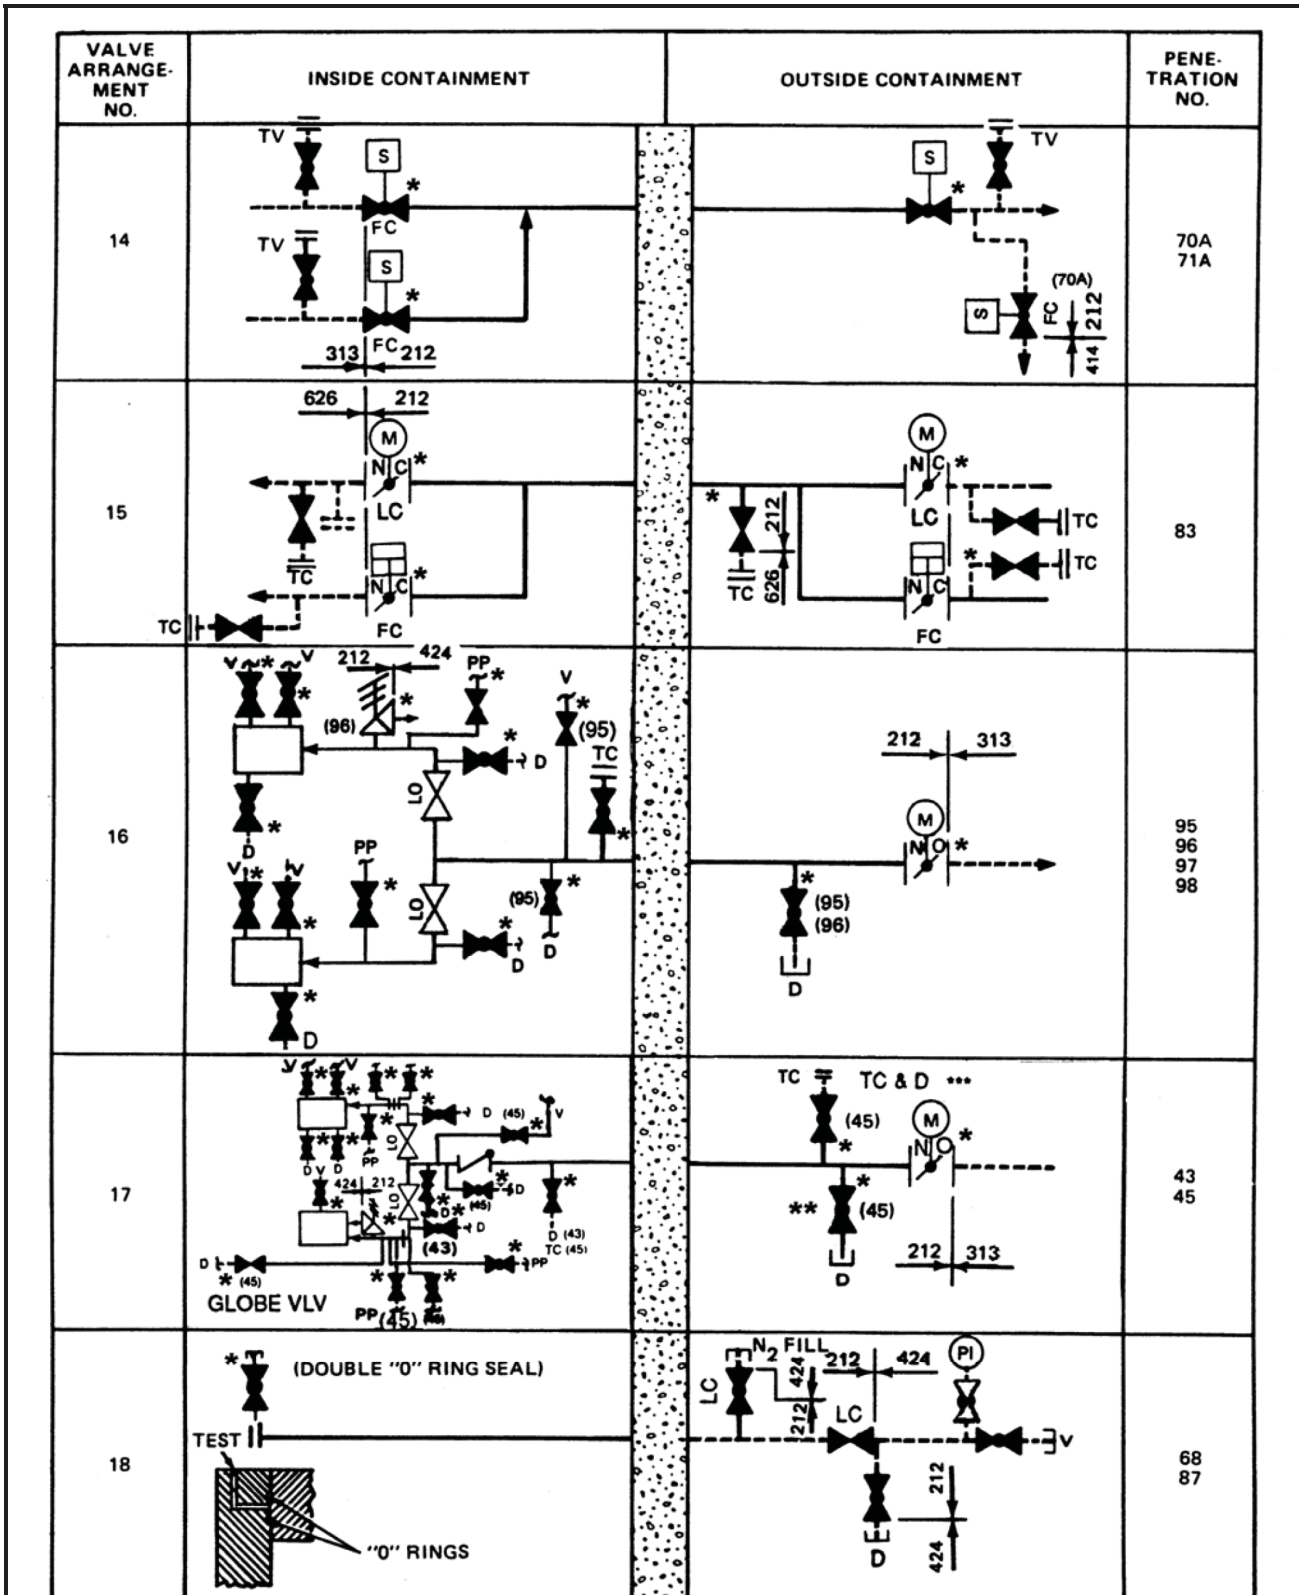 VALVE
ARRANGE-
MENT
NO.
INSIDE CONTAINMENT
OUTSIDE CONTAINMENT
PENE-
TRATION
NO.
14
TV
S
*
FC
TV
S
*
FC
313
212
S
*
TV
(70A)
FC
212
S
414
70A
71A
15
626
212
M
N C *
LC
TC
N C *
FC
TC
*
212
626
TC
M
N C *
LC
TC
*
TC
N C
FC
83
16
V * V
*
212
424
PP
*
*
(96)
V
*
(95)
TC
*
D
LO
*
D
*
V * V
*
PP
*
LO
(95)
*
D
*
D
*
D
212
313
M
N O *
*
(95)
(96)
D
95
96
97
98
17
V V
* *
* *
*
D (45)
V
*
LO
*
* *
D V D
PP
424
212
*
LO
*
D
(45)
*
D (43)
TC (45)
*
D*
D
(43)
D
* (45)
GLOBE VLV
*
PP
*
*
PP(45)
TC
TC & D ***
(45)
*
M
N O *
** (45)
D
212
313
43
45
18
*
(DOUBLE "0" RING SEAL)
TEST
"0" RINGS
N2 FILL
LC
424
212
212
424
LC
PI
V
D
212
424
68
87